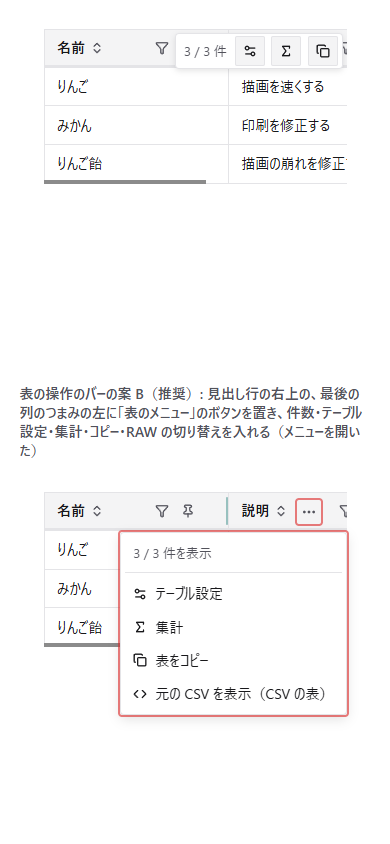 名前
3 / 3 件
りんご
描画を速くする
みかん
印刷を修正する
りんご飴
描画の崩れを修正
表の操作のバーの案 B（推奨）: 見出し行の右上の、最後の
列のつまみの左に「表のメニュー」のボタンを置き、件数・テーブル
設定・集計・コピー・RAW の切り替えを入れる（メニューを開い
た）
名前
説明
りんご
みかん
りんご飴
3 / 3 件を表示
テーブル設定
集計
表をコピー
元の CSV を表示（CSV の表）